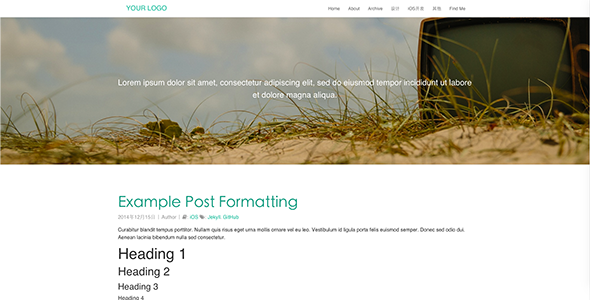 YOUR LOGO
Home About Archive 设计 iOS开发 其他 Find Me
Lorem ipsum dolor sit amet, consectetur adipiscing elit, sed do eiusmod tempor incididunt ut labore
et dolore magna aliqua.
Example Post Formatting
2014年12月15日 | Author | iOS Jekyll, GitHub
Curabitur blandit tempus porttitor. Nullam quis risus eget urna mollis ornare vel eu leo. Vestibulum id ligula porta felis euismod semper. Donec sed odio dui.
Aenean lacinia bibendum nulla sed consectetur.
Heading 1
Heading 2
Heading 3
Heading 4